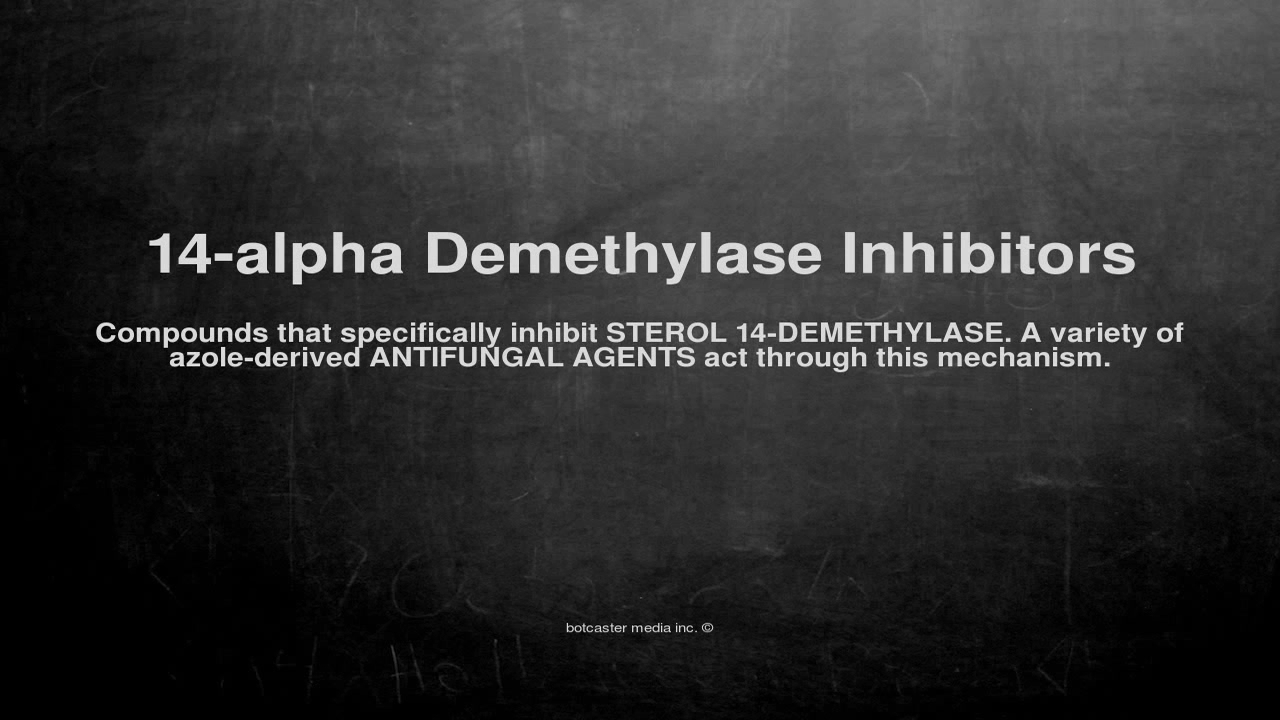 14-alpha Demethylase Inhibitors
Compounds that specifically inhibit STEROL 14-DEMETHYLASE. A variety of
azole-derived ANTIFUNGAL AGENTS act through this mechanism.
botcaster media inc. ©